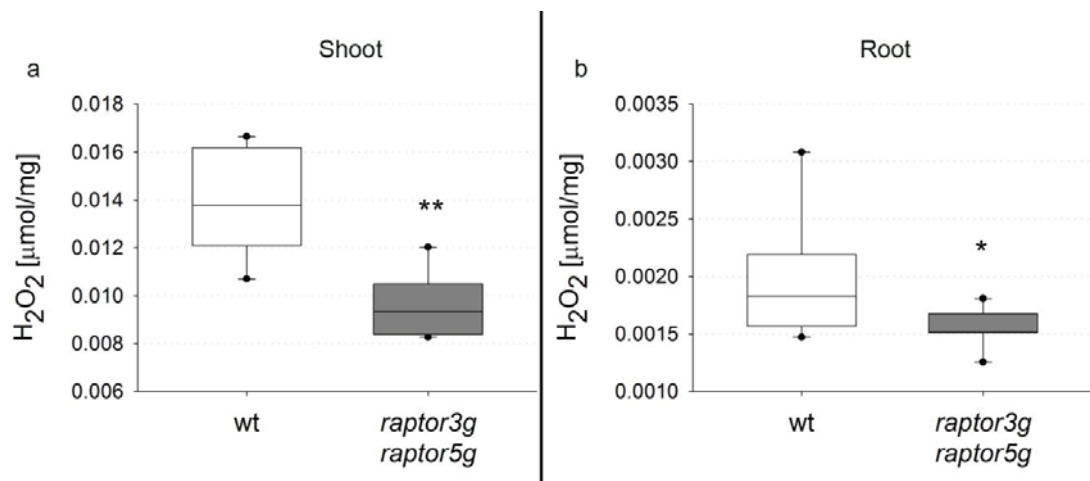 Shoot
a
0.018
0.016
0.014
0.012
0.010
0.008
0.006
H2O2 [μmol/mg]
**
wt
raptor3g
raptor5g
Root
b
0.0035
0.0030
0.0025
0.0020
0.0015
0.0010
H2O2 [μmol/mg]
*
wt
raptor3g
raptor5g